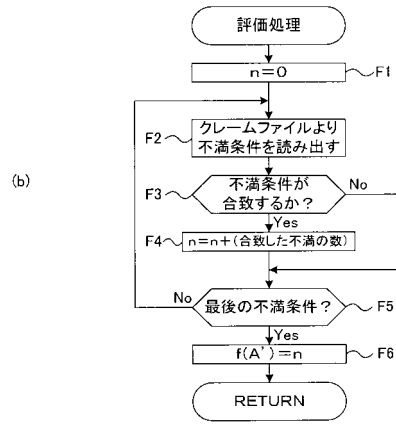 評価処理
n=0
F1
F2
クレームファイルより
不満条件を読み出す
(b)
F3
不満条件が
合致するか?
No
Yes
F4
n=n+(合致した不満の数)
No
最後の不満条件?
F5
Yes
f(A')=n
F6
RETURN